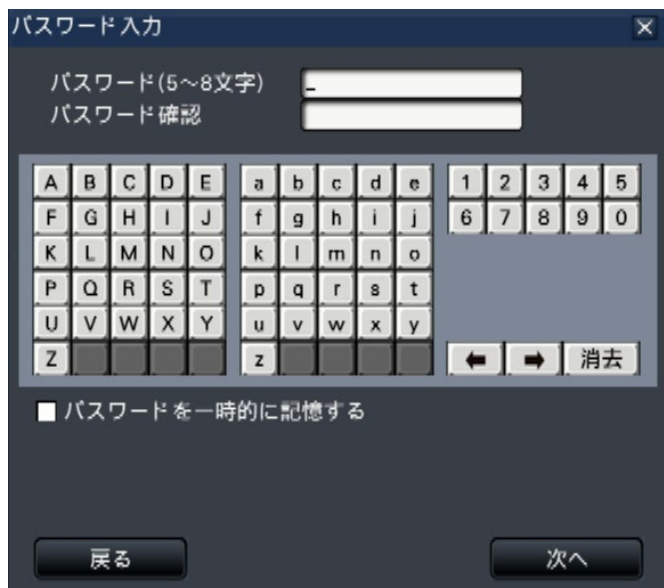 パスワード入力
パスワード(5～8文字)
パスワード確認
A B C D E a b c d e 1 2 3 4 5
F G H I J f g h i j 6 7 8 9 0
K L M N O k l m n o
P Q R S T p q r s t
U V W X Y u v w x y
Z z ← → 消去
パスワードを一時的に記憶する
戻る 次へ